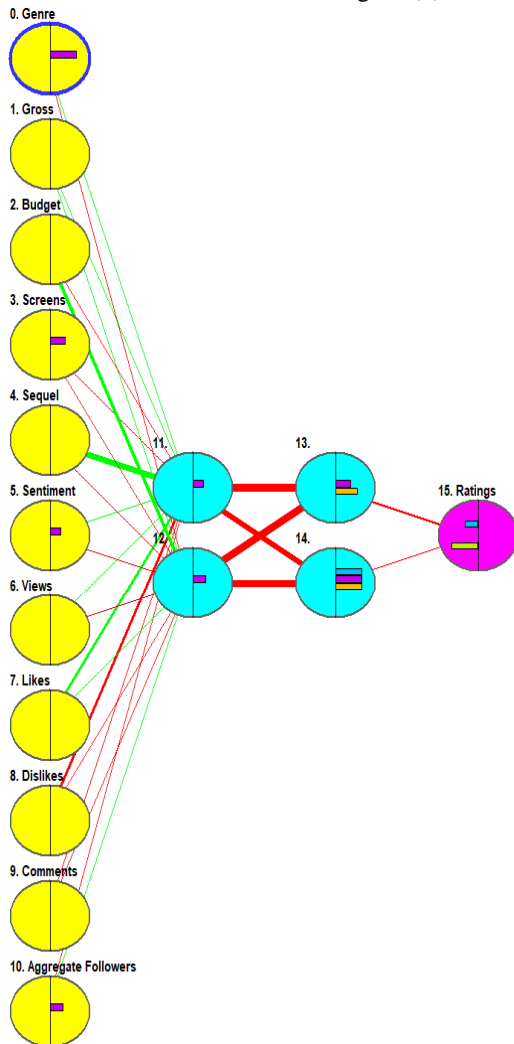 0. Genre
1. Gross
2. Budget
3. Screens
4. Sequel
5. Sentiment
6. Views
7. Likes
8. Dislikes
9. Comments
10. Aggregate Followers
11.
12.
13.
14.
15. Ratings